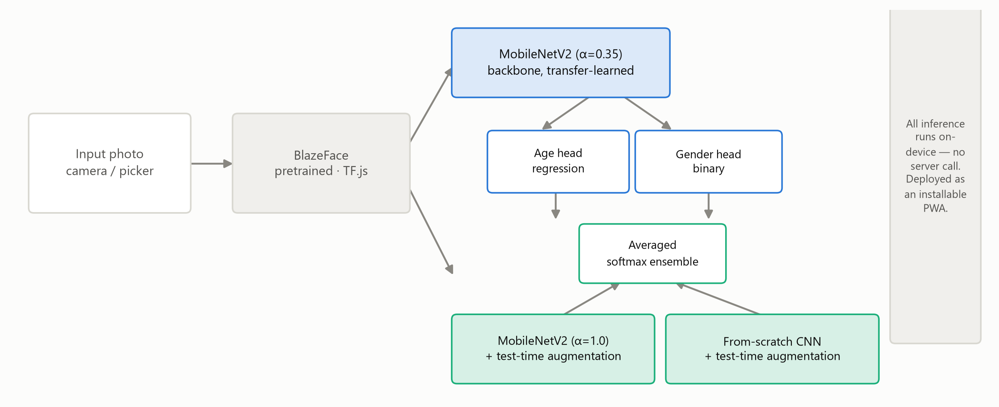 Input photo
camera / picker
BlazeFace
pretrained · TF.js
MobileNetV2 (α=0.35)
backbone, transfer-learned
Age head
regression
Gender head
binary
Averaged
softmax ensemble
MobileNetV2 (α=1.0)
+ test-time augmentation
From-scratch CNN
+ test-time augmentation
All inference
runs on-
device — no
server call.
Deployed as
an installable
PWA.